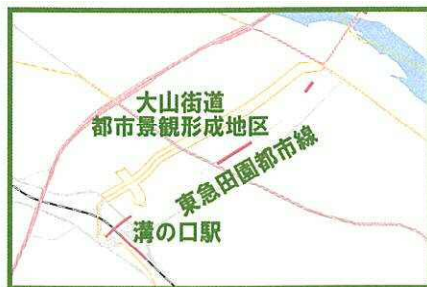 大山街道
都市景観形成地区
東急田園都市線
溝の口駅